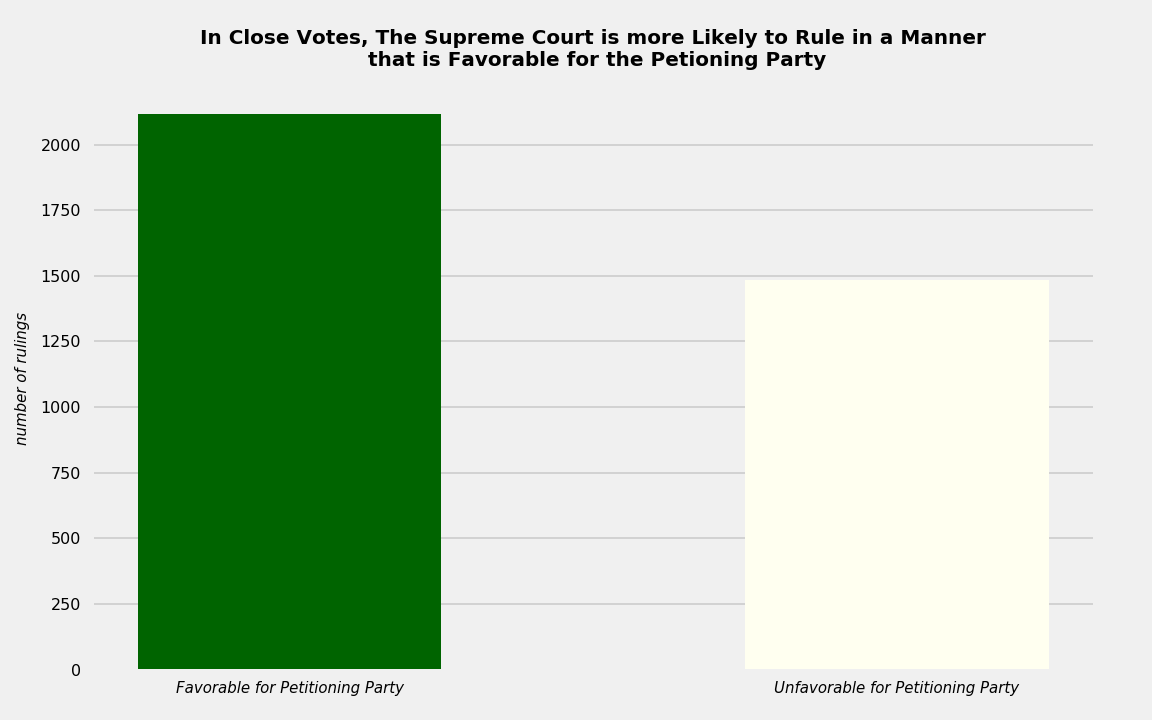 In Close Votes, The Supreme Court is more Likely to Rule in a Manner
that is Favorable for the Petioning Party
2000
1750
1500
1250
1000
750
500
250
0
number of rulings
Favorable for Petitioning Party
Unfavorable for Petitioning Party